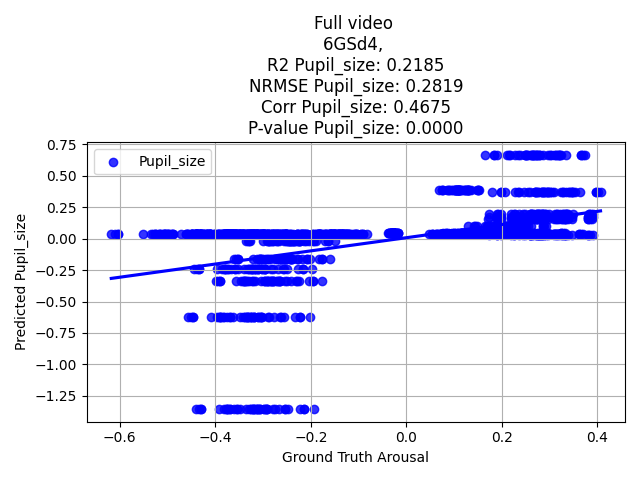 Full video
6GSd4,
R2 Pupil_size: 0.2185
NRMSE Pupil_size: 0.2819
Corr Pupil_size: 0.4675
P-value Pupil_size: 0.0000
Pupil_size
0.75
0.50
0.25
0.00
−0.25
−0.50
−0.75
−1.00
−1.25
Predicted Pupil_size
−0.6
−0.4
−0.2
0.0
0.2
0.4
Ground Truth Arousal